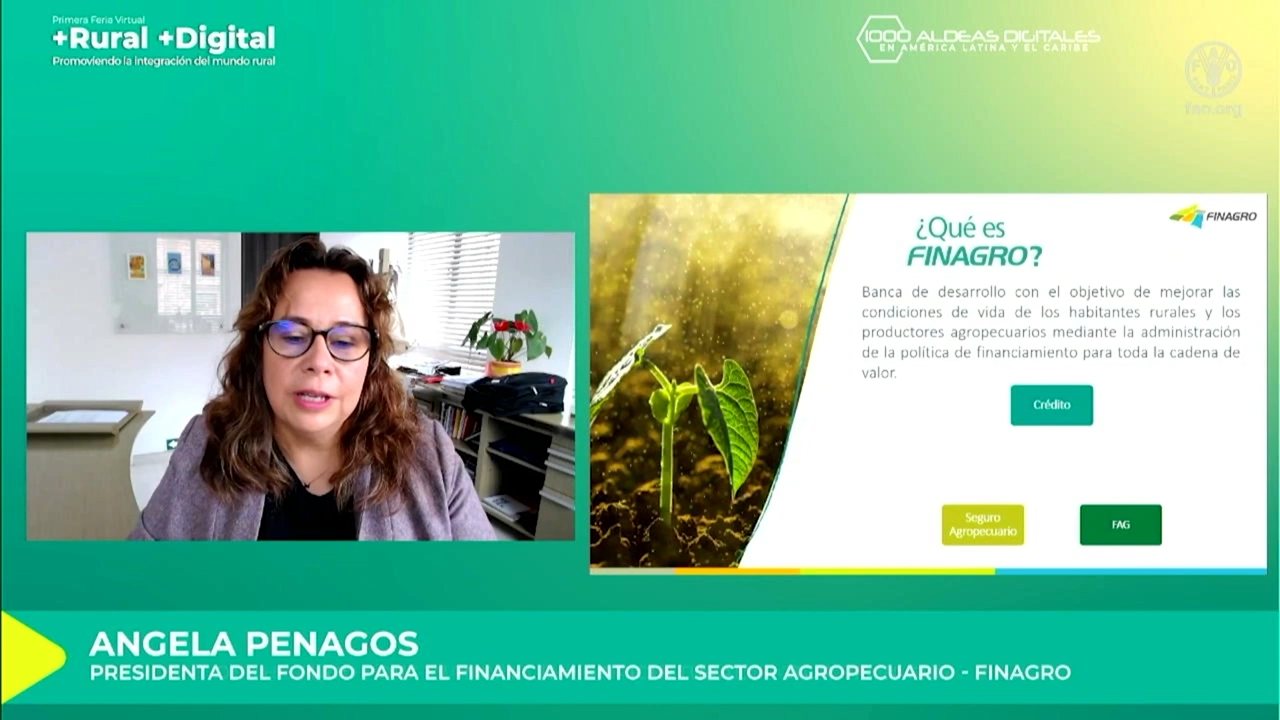 Primera Feria Virtual
+Rural +Digital
Promoviendo la integración del mundo rural
1000 ALDEAS DIGITALES
EN AMÉRICA LATINA Y EL CARIBE
FAO
fao.org
FINAGRO
¿Qué es
FINAGRO?
Banca de desarrollo con el objetivo de mejorar las
condiciones de vida de los habitantes rurales y los
productores agropecuarios mediante la administración
de la política de financiamiento para toda la cadena de
valor.
Crédito
Seguro
Agropecuario
FAG
ANGELA PENAGOS
PRESIDENTA DEL FONDO PARA EL FINANCIAMIENTO DEL SECTOR AGROPECUARIO - FINAGRO